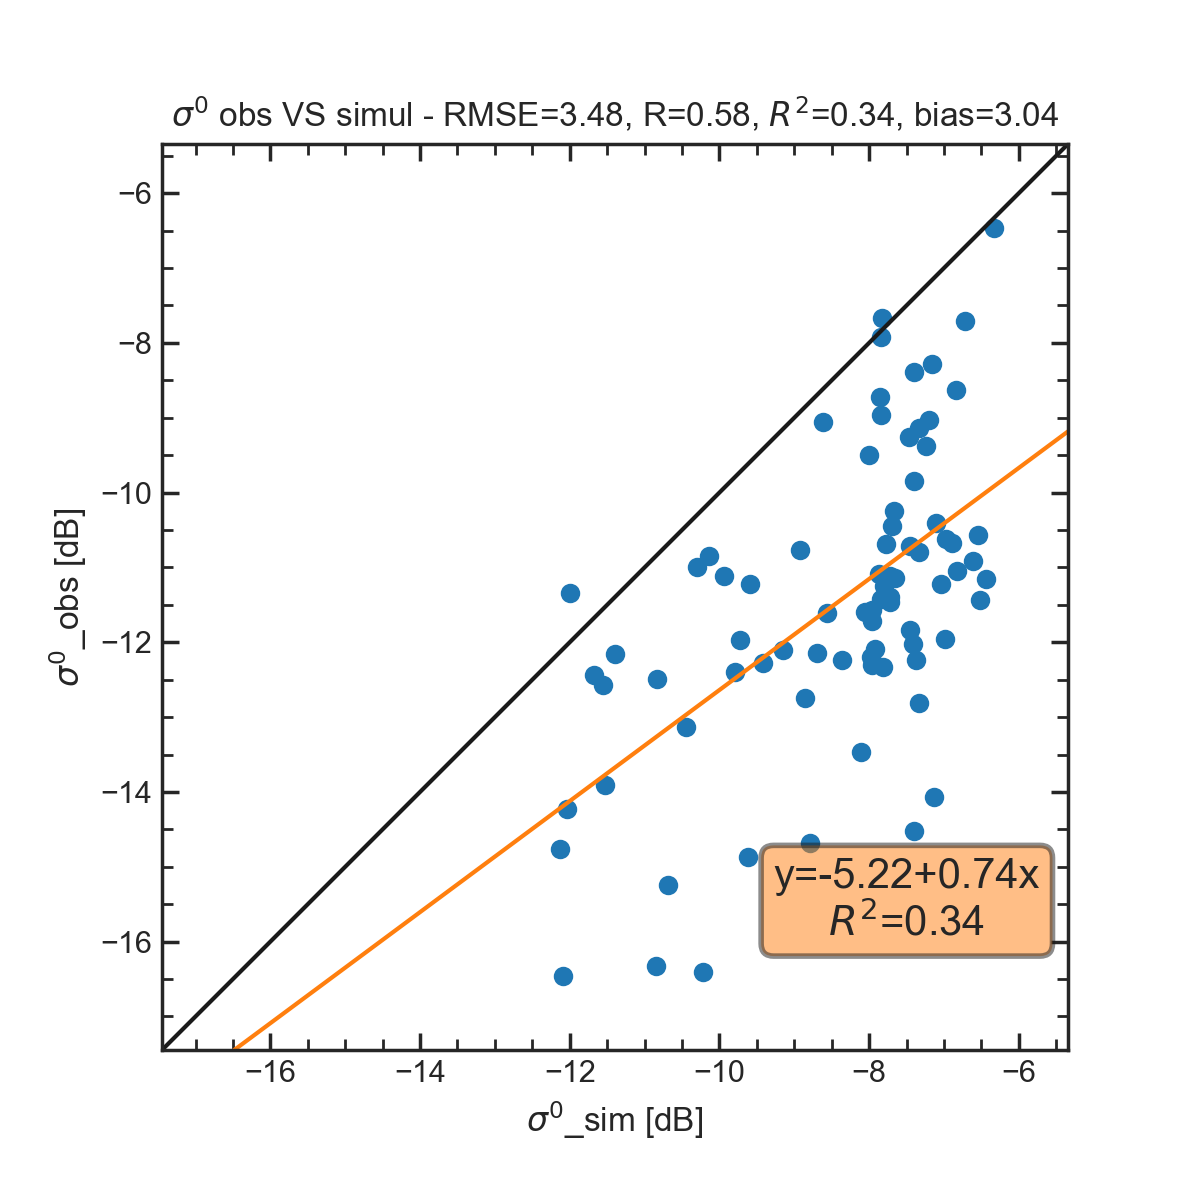 σ⁰ obs VS simul - RMSE=3.48, R=0.58, R²=0.34, bias=3.04
−6
−8
−10
−12
−14
−16
σ⁰_obs [dB]
y=-5.22+0.74x
R²=0.34
−16 −14 −12 −10 −8 −6
σ⁰_sim [dB]